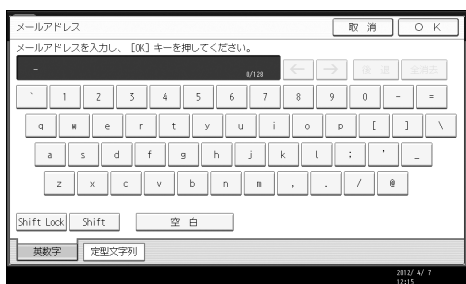 メールアドレス 取 消 O K
メールアドレスを入力し、[OK] キーを押してください。
_ 0/128 ← → 後 退 全消去
` 1 2 3 4 5 6 7 8 9 0 - =
q w e r t y u i o p [ ] \
a s d f g h j k l ; ' _
z x c v b n m , . / @
Shift Lock Shift 空 白
英数字 定型文字列
2012/ 4/ 7
12:15